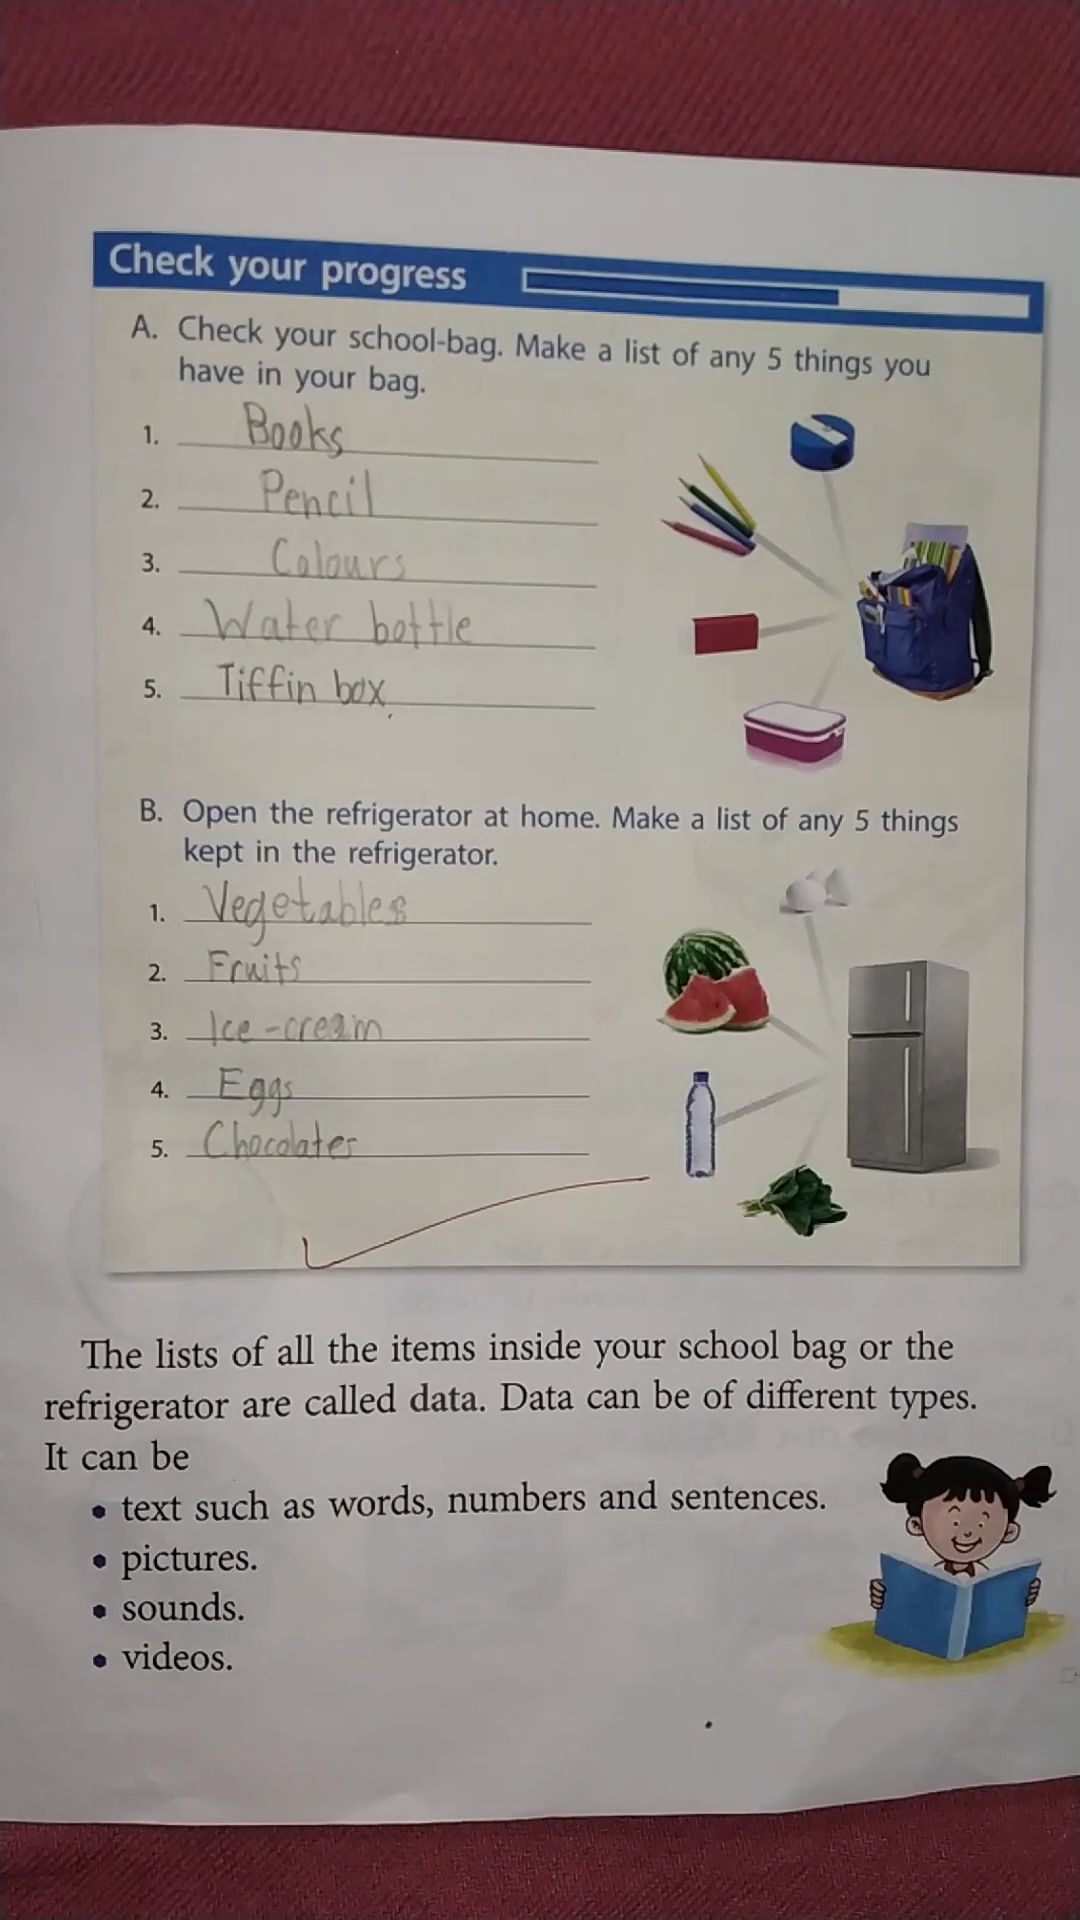 Check your progress
A. Check your school-bag. Make a list of any 5 things you
have in your bag.
1. Books
2. Pencil
3. Colours
4. Water bottle
5. Tiffin box
B. Open the refrigerator at home. Make a list of any 5 things
kept in the refrigerator.
1. Vegetables
2. Fruits
3. Ice-cream
4. Eggs
5. Chocolates
The lists of all the items inside your school bag or the
refrigerator are called data. Data can be of different types.
It can be
• text such as words, numbers and sentences.
• pictures.
• sounds.
• videos.